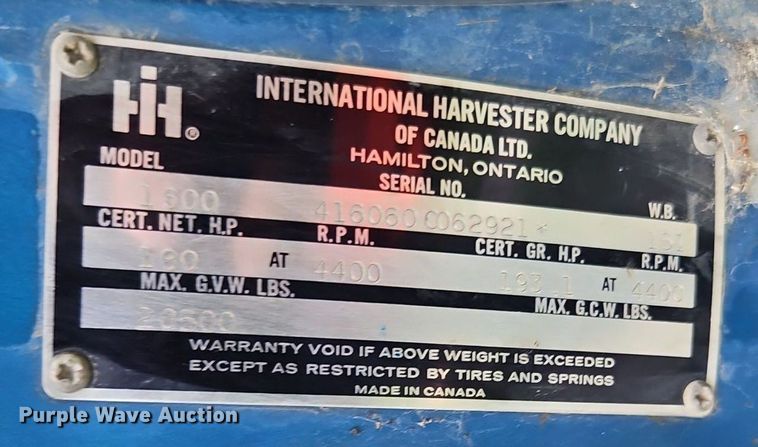 IH®
INTERNATIONAL HARVESTER COMPANY
OF CANADA LTD.
HAMILTON, ONTARIO
MODEL SERIAL NO. W.B.
1600 416060 C062921*
CERT. NET. H.P. R.P.M. CERT. GR. H.P. R.P.M.
190 AT 4400 193.1 AT 4400
MAX. G.V.W. LBS. MAX. G.C.W. LBS.
WARRANTY VOID IF ABOVE WEIGHT IS EXCEEDED
EXCEPT AS RESTRICTED BY TIRES AND SPRINGS
MADE IN CANADA
Purple Wave Auction